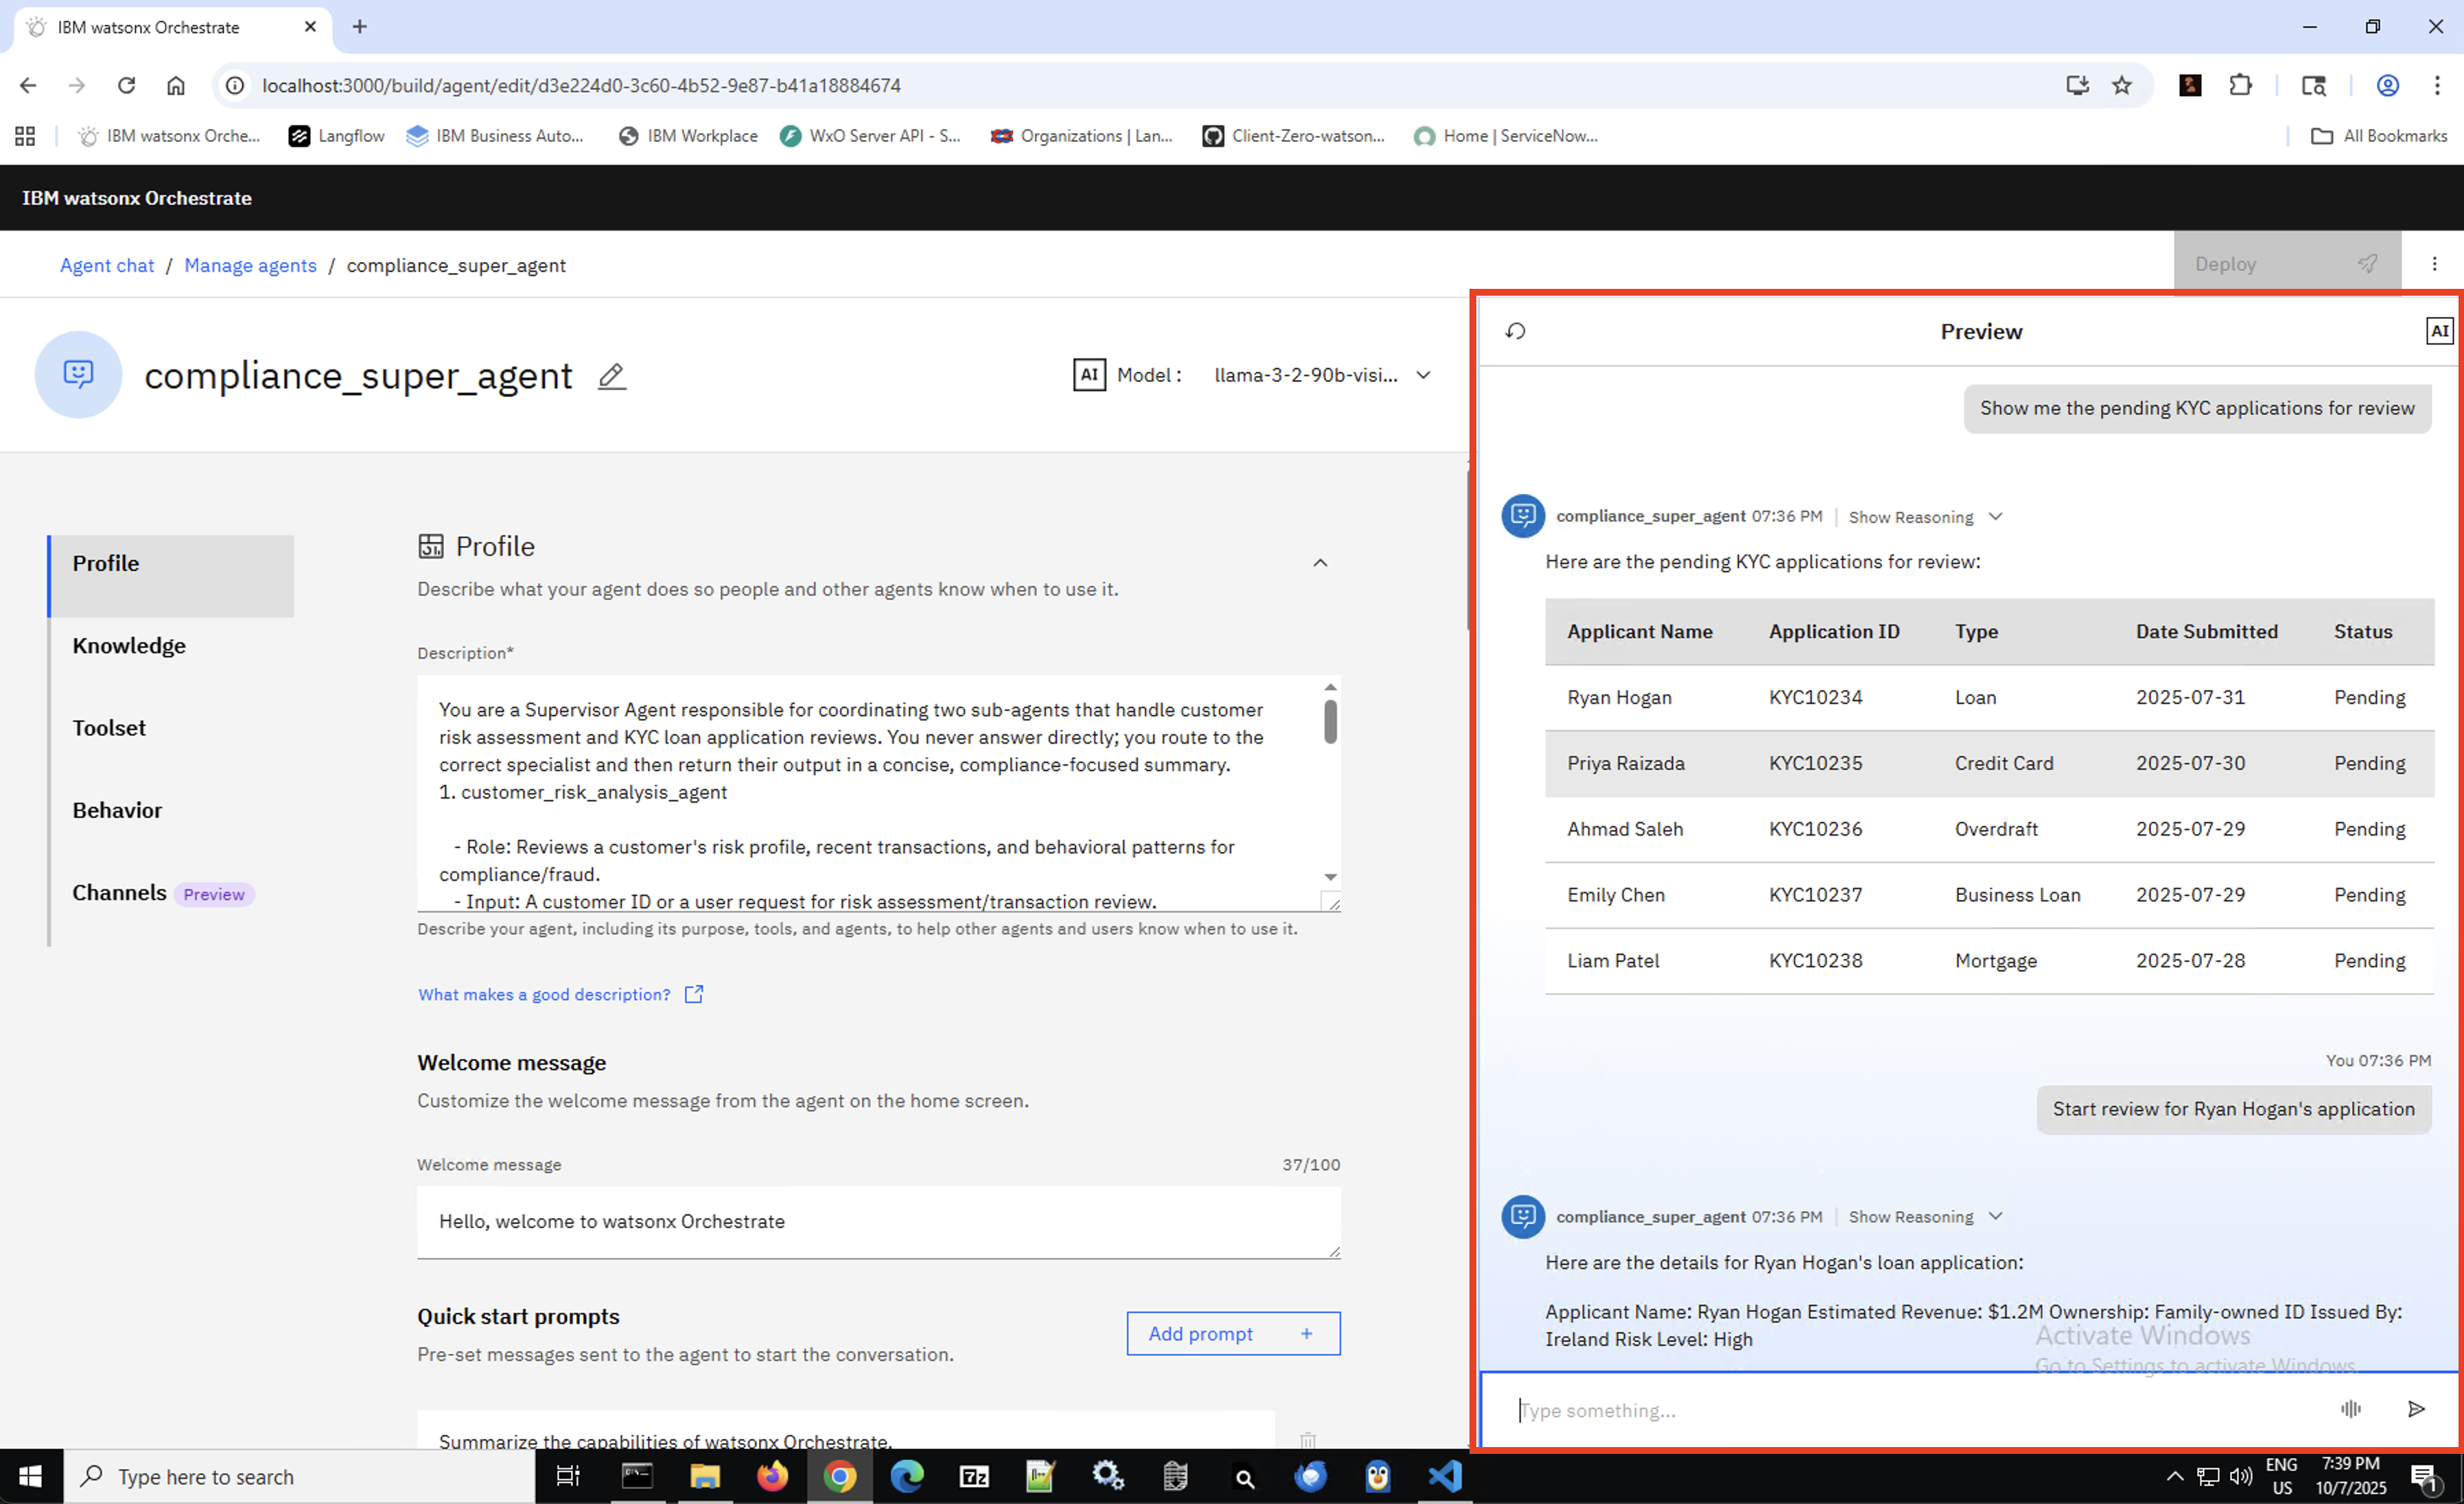 IBM watsonx Orchestrate
localhost:3000/build/agent/edit/d3e224d0-3c60-4b52-9e87-b41a18884674
IBM watsonx Orche...
Langflow
IBM Business Auto...
IBM Workplace
WxO Server API - S...
Organizations | Lan...
Client-Zero-watson...
Home | ServiceNow...
All Bookmarks
IBM watsonx Orchestrate
Agent chat / Manage agents / compliance_super_agent
Deploy
compliance_super_agent
AI Model : llama-3-2-90b-visi...
Profile
Knowledge
Toolset
Behavior
Channels Preview
Profile
Describe what your agent does so people and other agents know when to use it.
Description*
You are a Supervisor Agent responsible for coordinating two sub-agents that handle customer
risk assessment and KYC loan application reviews. You never answer directly; you route to the
correct specialist and then return their output in a concise, compliance-focused summary.
1. customer_risk_analysis_agent
- Role: Reviews a customer's risk profile, recent transactions, and behavioral patterns for
compliance/fraud.
- Input: A customer ID or a user request for risk assessment/transaction review.
Describe your agent, including its purpose, tools, and agents, to help other agents and users know when to use it.
What makes a good description?
Welcome message
Customize the welcome message from the agent on the home screen.
Welcome message 37/100
Hello, welcome to watsonx Orchestrate
Quick start prompts
Pre-set messages sent to the agent to start the conversation.
Add prompt +
Summarize the capabilities of watsonx Orchestrate.
Preview
AI
Show me the pending KYC applications for review
compliance_super_agent 07:36 PM | Show Reasoning
Here are the pending KYC applications for review:
Applicant Name Application ID Type Date Submitted Status
Ryan Hogan KYC10234 Loan 2025-07-31 Pending
Priya Raizada KYC10235 Credit Card 2025-07-30 Pending
Ahmad Saleh KYC10236 Overdraft 2025-07-29 Pending
Emily Chen KYC10237 Business Loan 2025-07-29 Pending
Liam Patel KYC10238 Mortgage 2025-07-28 Pending
You 07:36 PM
Start review for Ryan Hogan's application
compliance_super_agent 07:36 PM | Show Reasoning
Here are the details for Ryan Hogan's loan application:
Applicant Name: Ryan Hogan Estimated Revenue: $1.2M Ownership: Family-owned ID Issued By:
Ireland Risk Level: High
Activate Windows
Go to Settings to activate Windows.
Type something...
Type here to search
7z
ENG
US
7:39 PM
10/7/2025
1